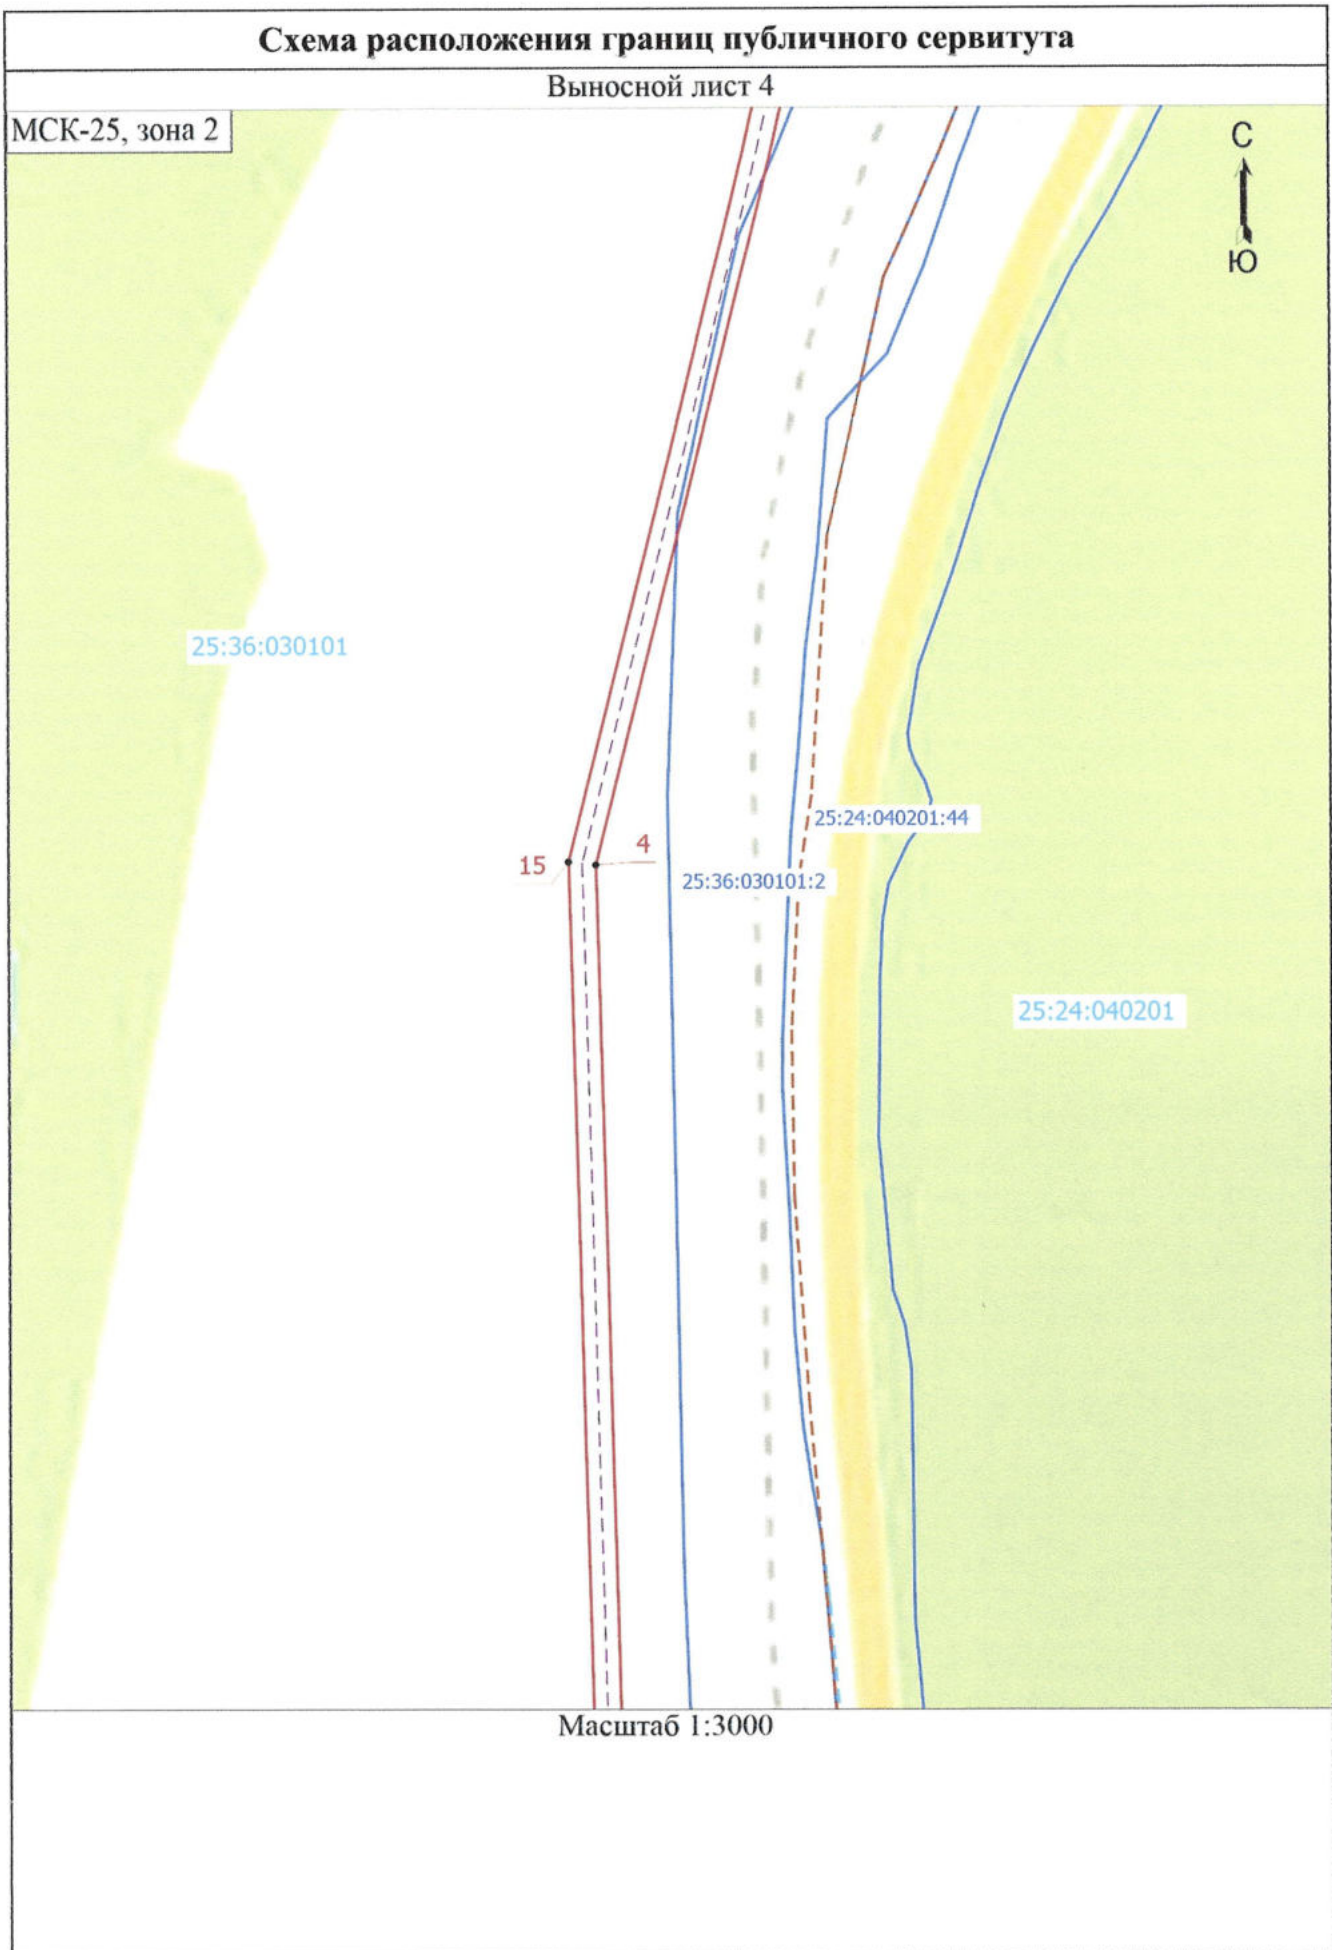 Схема расположения границ публичного сервитута
Выносной лист 4
МСК-25, зона 2
С
Ю
25:36:030101
25:24:040201:44
15
4
25:36:030101:2
25:24:040201
Масштаб 1:3000